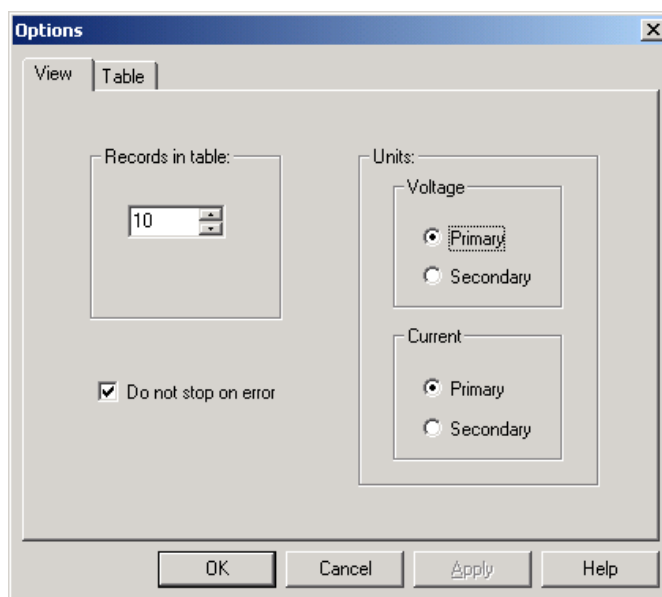 Options
View Table
Records in table:
10
Do not stop on error
Units:
Voltage
Primary
Secondary
Current
Primary
Secondary
OK Cancel Apply Help